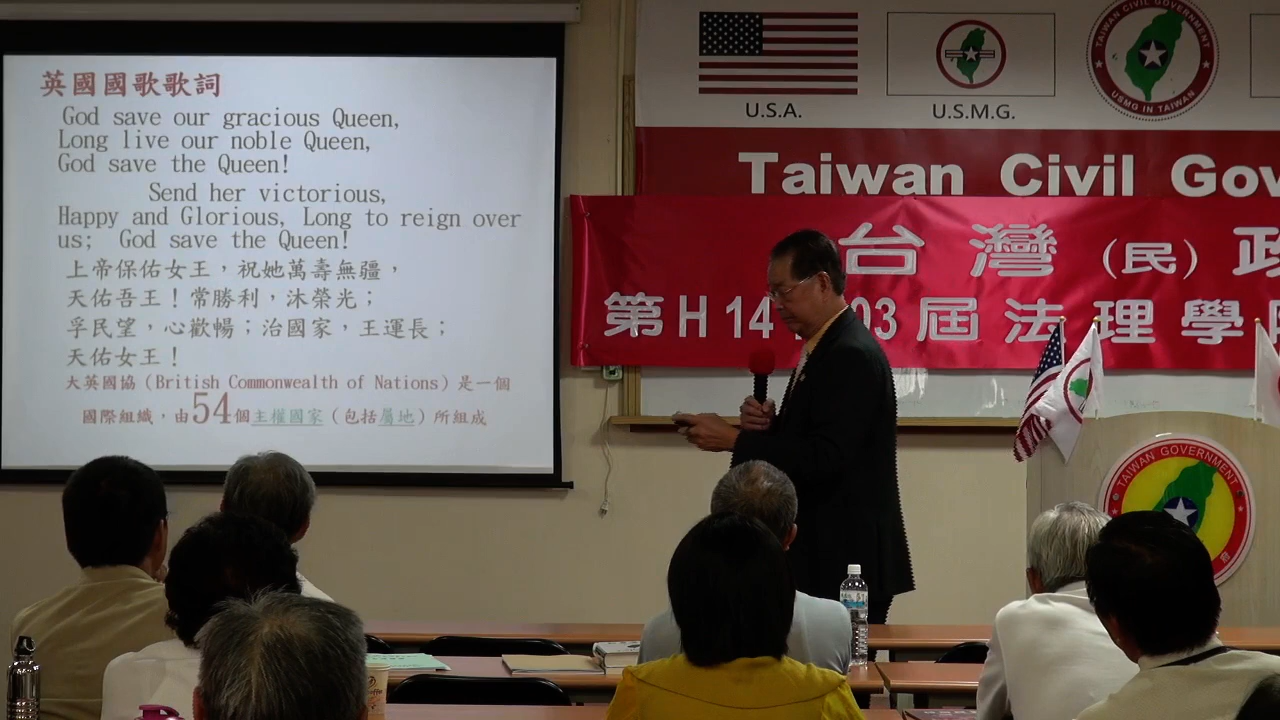 英國國歌歌詞
God save our gracious Queen,
Long live our noble Queen,
God save the Queen!
Send her victorious,
Happy and Glorious, Long to reign over
us; God save the Queen!
上帝保佑女王，祝她萬壽無疆，
天佑吾王！常勝利，沐榮光；
孚民望，心歡暢；治國家，王運長；
天佑女王！
大英國協（British Commonwealth of Nations）是一個
國際組織，由54個主權國家（包括屬地）所組成
U.S.A.
U.S.M.G.
TAIWAN CIVIL GOVERNMENT
USMG IN TAIWAN
Taiwan Civil Gov
台灣（民）政
第H14 03屆法理學
TAIWAN GOVERNMENT